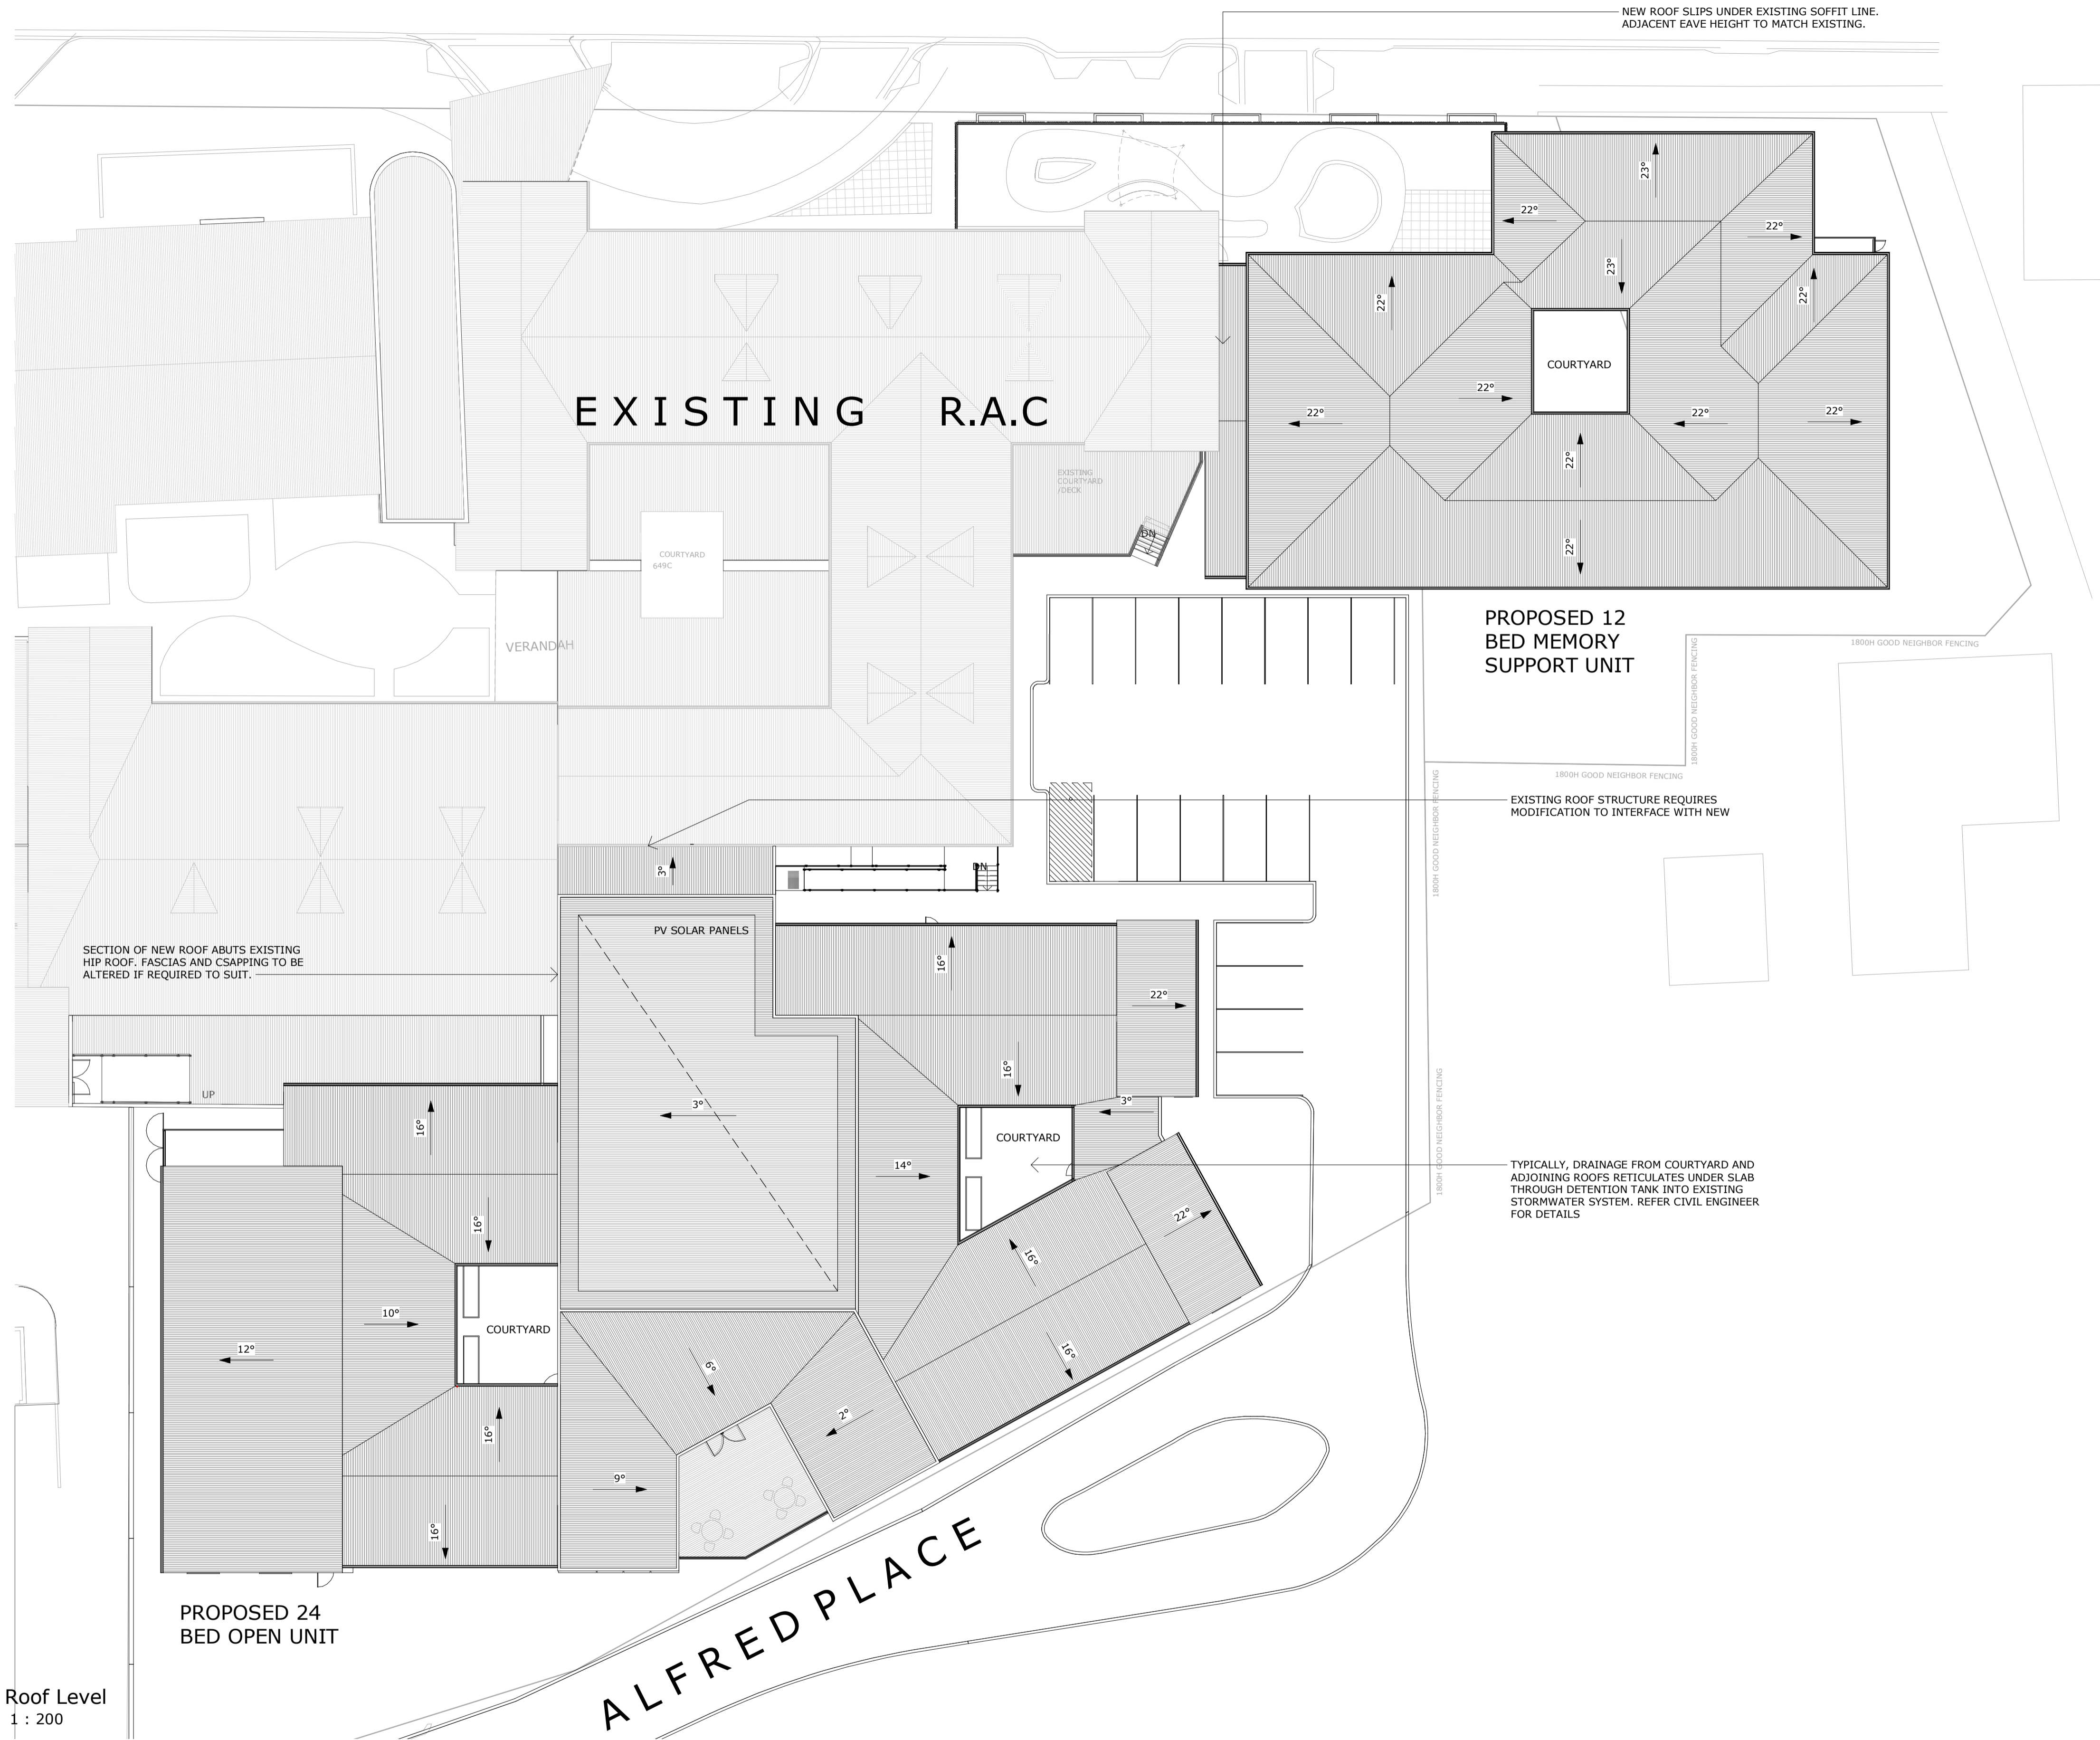 NEW ROOF SLIPS UNDER EXISTING SOFFIT LINE.
ADJACENT EAVE HEIGHT TO MATCH EXISTING.
23°
22°
22°
23°
22°
22°
COURTYARD
22°
22°
22°
22°
22°
22°
EXISTING R.A.C
EXISTING
COURTYARD
/DECK
DN
COURTYARD
649C
VERANDAH
PROPOSED 12
BED MEMORY
SUPPORT UNIT
1800H GOOD NEIGHBOR FENCING
1800H GOOD NEIGHBOR FENCING
1800H GOOD NEIGHBOR FENCING
1800H GOOD NEIGHBOR FENCING
1800H GOOD NEIGHBOR FENCING
EXISTING ROOF STRUCTURE REQUIRES
MODIFICATION TO INTERFACE WITH NEW
3°
DN
PV SOLAR PANELS
SECTION OF NEW ROOF ABUTS EXISTING
HIP ROOF. FASCIAS AND CSAPPING TO BE
ALTERED IF REQUIRED TO SUIT.
16°
22°
16°
UP
3°
3°
16°
COURTYARD
14°
TYPICALLY, DRAINAGE FROM COURTYARD AND
ADJOINING ROOFS RETICULATES UNDER SLAB
THROUGH DETENTION TANK INTO EXISTING
STORMWATER SYSTEM. REFER CIVIL ENGINEER
FOR DETAILS
16°
22°
16°
10°
COURTYARD
12°
6°
16°
2°
16°
9°
16°
PROPOSED 24
BED OPEN UNIT
ALFRED PLACE
Roof Level
1 : 200